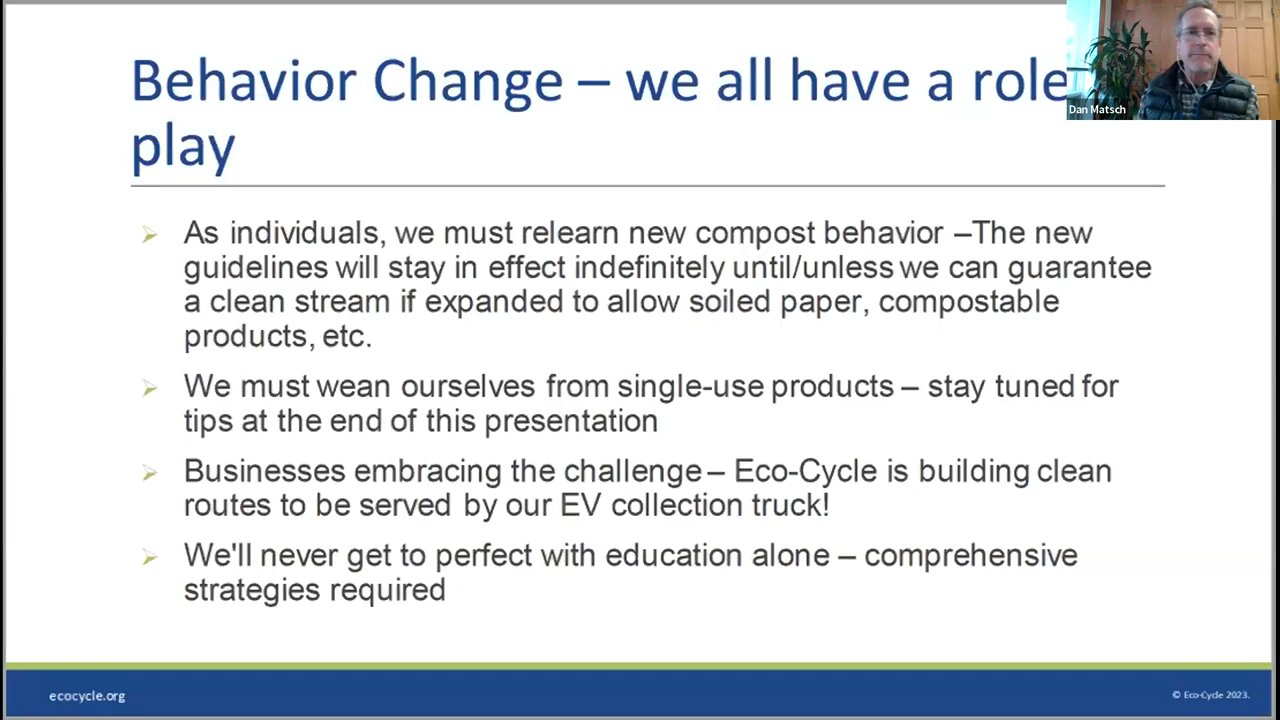 Behavior Change – we all have a role
play
Dan Matsch
As individuals, we must relearn new compost behavior –The new
guidelines will stay in effect indefinitely until/unless we can guarantee
a clean stream if expanded to allow soiled paper, compostable
products, etc.
We must wean ourselves from single-use products – stay tuned for
tips at the end of this presentation
Businesses embracing the challenge – Eco-Cycle is building clean
routes to be served by our EV collection truck!
We'll never get to perfect with education alone – comprehensive
strategies required
ecocycle.org
© Eco-Cycle 2023.